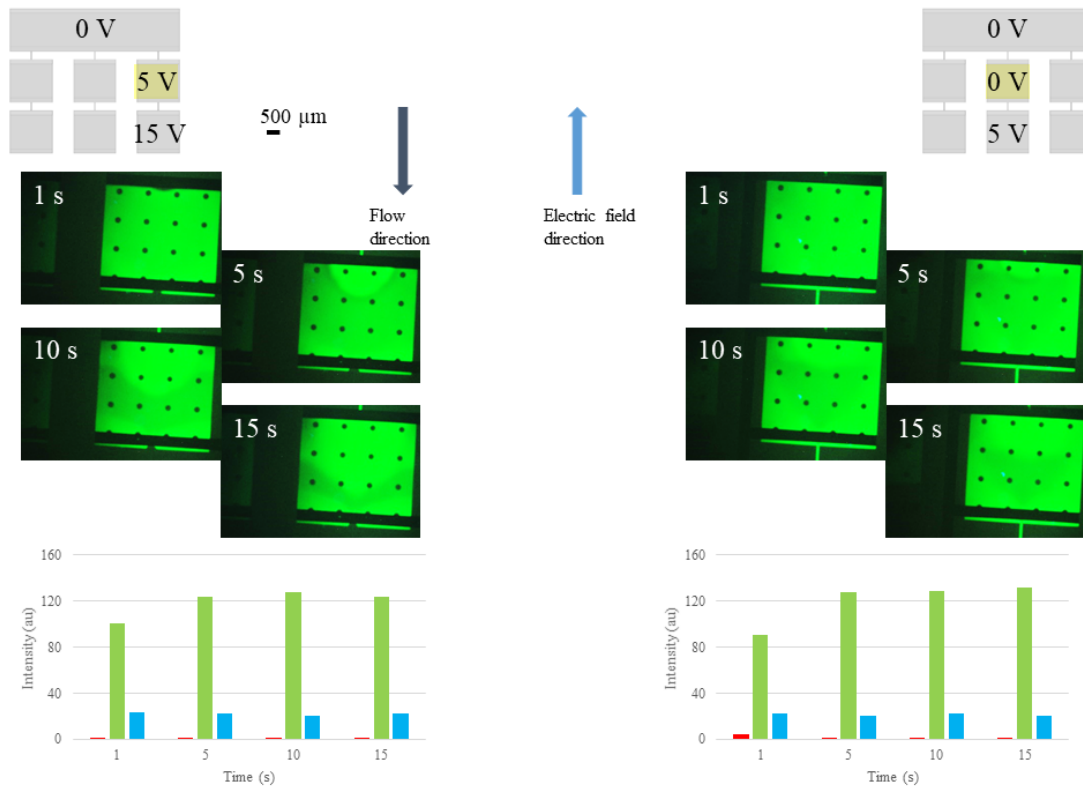 0 V
5 V
15 V
500 µm
Flow
direction
Electric field
direction
0 V
0 V
5 V
1 s
5 s
10 s
15 s
1 s
5 s
10 s
15 s
160
120
80
40
0
Intensity (au)
1 5 10 15
Time (s)
160
120
80
40
0
Intensity (au)
1 5 10 15
Time (s)